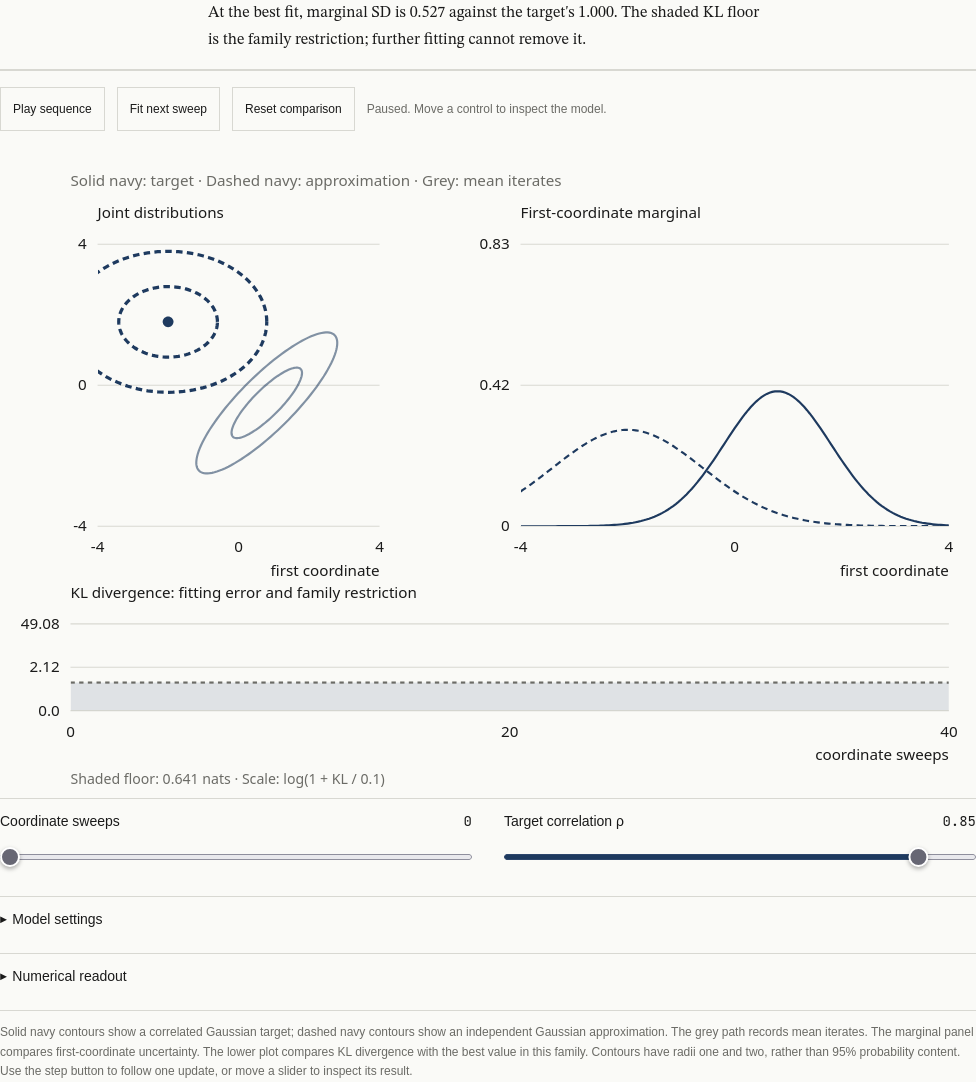 At the best fit, marginal SD is 0.527 against the target's 1.000. The shaded KL floor
is the family restriction; further fitting cannot remove it.
Play sequence
Fit next sweep
Reset comparison
Paused. Move a control to inspect the model.
Solid navy: target · Dashed navy: approximation · Grey: mean iterates
Joint distributions
4
0
-4
-4
0
4
first coordinate
First-coordinate marginal
0.83
0.42
0
-4
0
4
first coordinate
KL divergence: fitting error and family restriction
49.08
2.12
0.0
0
20
40
coordinate sweeps
Shaded floor: 0.641 nats · Scale: log(1 + KL / 0.1)
Coordinate sweeps
0
Target correlation ρ
0.85
▸ Model settings
▸ Numerical readout
Solid navy contours show a correlated Gaussian target; dashed navy contours show an independent Gaussian approximation. The grey path records mean iterates. The marginal panel
compares first-coordinate uncertainty. The lower plot compares KL divergence with the best value in this family. Contours have radii one and two, rather than 95% probability content.
Use the step button to follow one update, or move a slider to inspect its result.